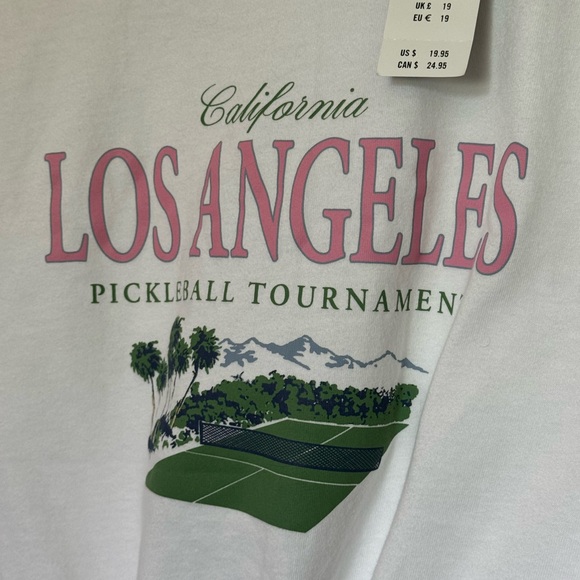 UK £ 19
EU € 19
US $ 19.95
CAN $ 24.95
California
LOS ANGELES
PICKLEBALL TOURNAMENT